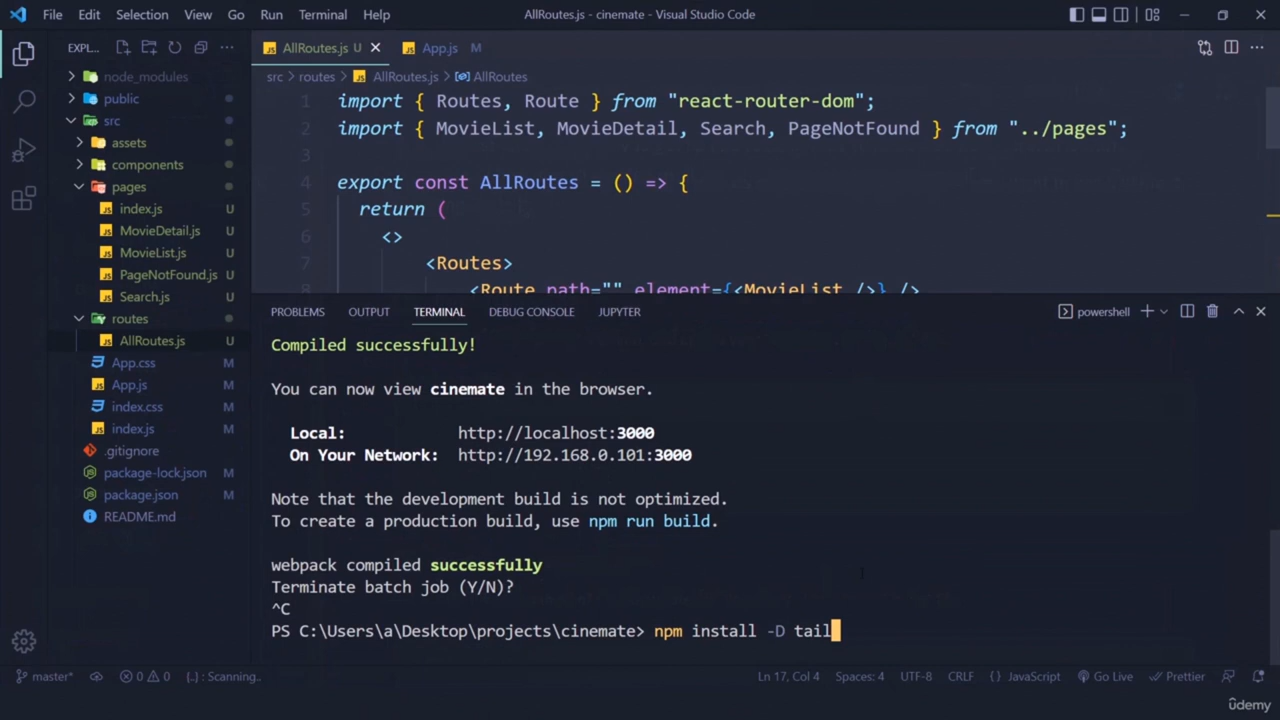 File Edit Selection View Go Run Terminal Help AllRoutes.js - cinemate - Visual Studio Code
EXPL...
node_modules
public
src
assets
components
pages
index.js U
MovieDetail.js U
MovieList.js U
PageNotFound.js U
Search.js U
routes
AllRoutes.js U
App.css M
App.js M
index.css M
index.js M
.gitignore
package-lock.json M
package.json M
README.md
AllRoutes.js U App.js M
src > routes > AllRoutes.js > AllRoutes
1 import { Routes, Route } from "react-router-dom";
2 import { MovieList, MovieDetail, Search, PageNotFound } from "../pages";
3
4 export const AllRoutes = () => {
5 return (
6 <>
7 <Routes>
8 <Route path="" element={<MovieList />} />
PROBLEMS OUTPUT TERMINAL DEBUG CONSOLE JUPYTER powershell
Compiled successfully!
You can now view cinemate in the browser.
Local: http://localhost:3000
On Your Network: http://192.168.0.101:3000
Note that the development build is not optimized.
To create a production build, use npm run build.
webpack compiled successfully
Terminate batch job (Y/N)?
^C
PS C:\Users\a\Desktop\projects\cinemate> npm install -D tail
master* 0 0 {..} : Scanning.. Ln 17, Col 4 Spaces: 4 UTF-8 CRLF {} JavaScript Go Live Prettier
ûdemy